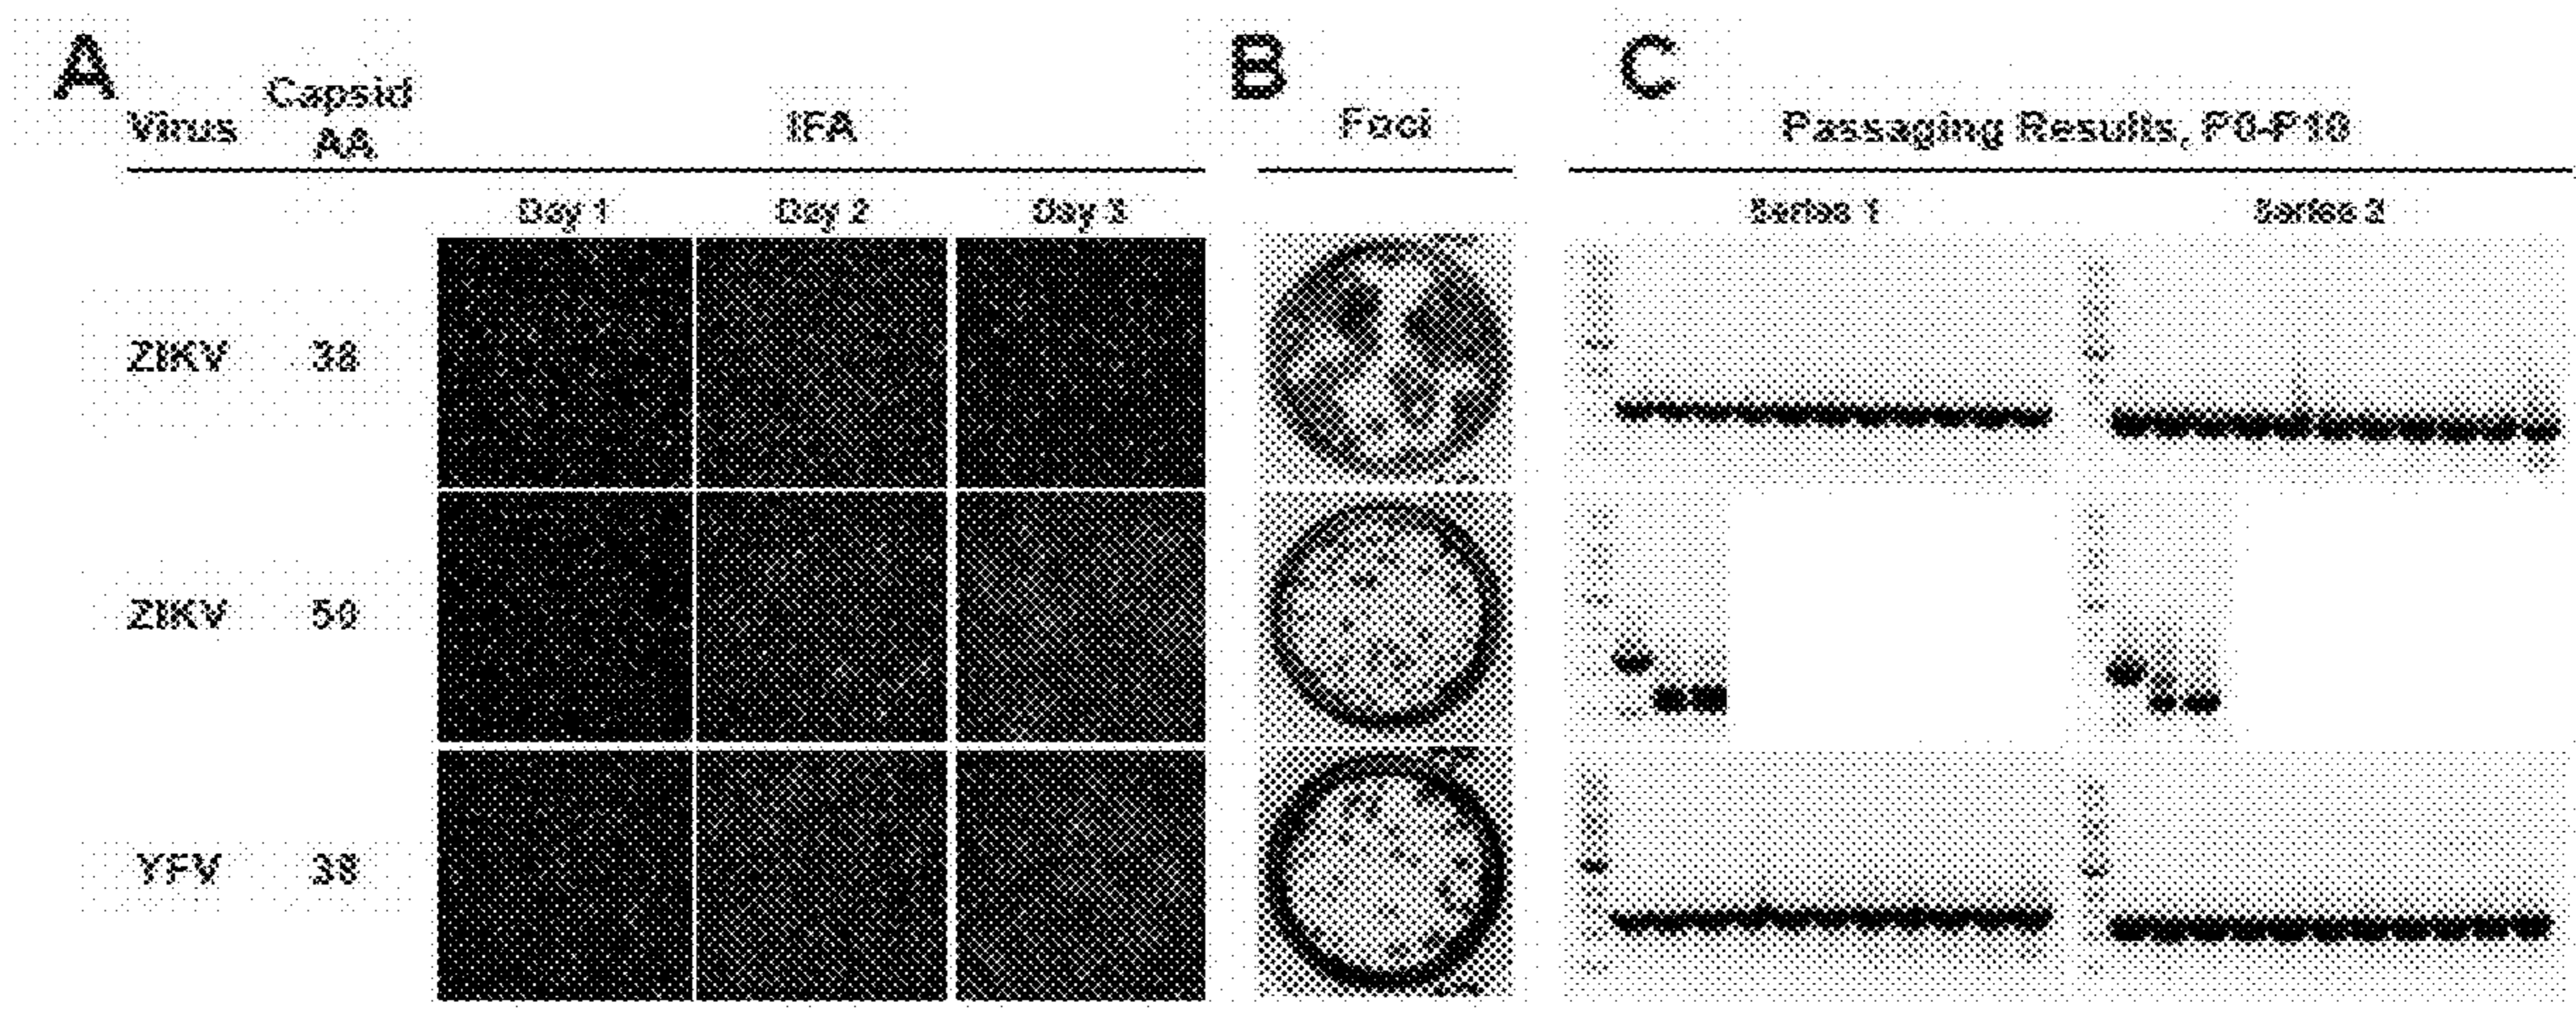 A
B
C
Virus
Capsid
AA
IFA
Foci
Passaging Results, P0-P10
Day 1
Day 2
Day 3
Series 1
Series 2
ZIKV 38
ZIKV 50
YFV 38